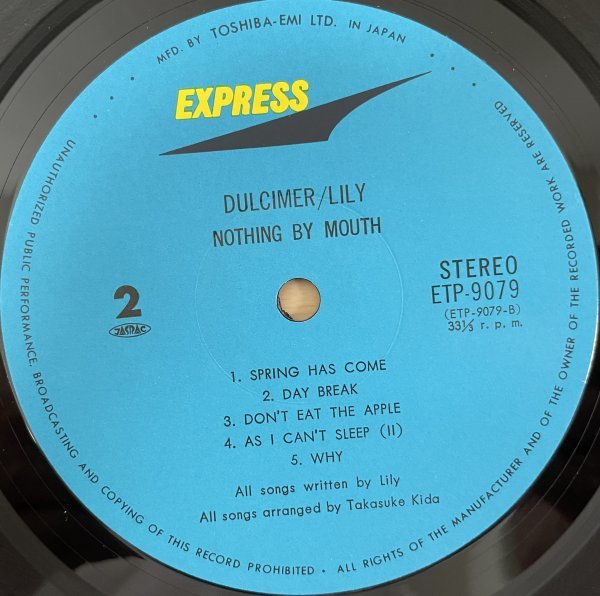 MFD. BY TOSHIBA-EMI LTD. IN JAPAN
EXPRESS
DULCIMER/LILY
NOTHING BY MOUTH
2
JASRAC
STEREO
ETP-9079
(ETP-9079-B)
33⅓ r. p. m.
1. SPRING HAS COME
2. DAY BREAK
3. DON'T EAT THE APPLE
4. AS I CAN'T SLEEP (II)
5. WHY
All songs written by Lily
All songs arranged by Takasuke Kida
UNAUTHORIZED PUBLIC PERFORMANCE, BROADCASTING AND COPYING OF THIS RECORD PROHIBITED • ALL RIGHTS OF THE MANUFACTURER AND OF THE OWNER OF THE RECORDED WORK ARE RESERVED